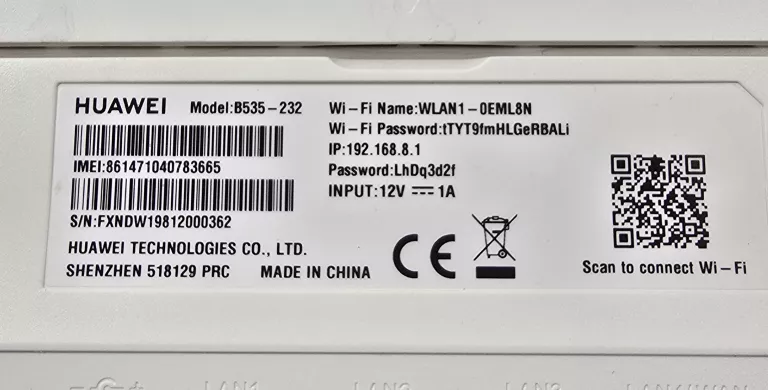 HUAWEI Model:B535-232
IMEI:861471040783665
S/N:FXNDW19812000362
HUAWEI TECHNOLOGIES CO., LTD.
SHENZHEN 518129 PRC MADE IN CHINA
Wi-Fi Name:WLAN1-0EML8N
Wi-Fi Password:tTYT9fmHLGeRBALi
IP:192.168.8.1
Password:LhDq3d2f
INPUT:12V ⎓ 1A
CE
Scan to connect Wi-Fi